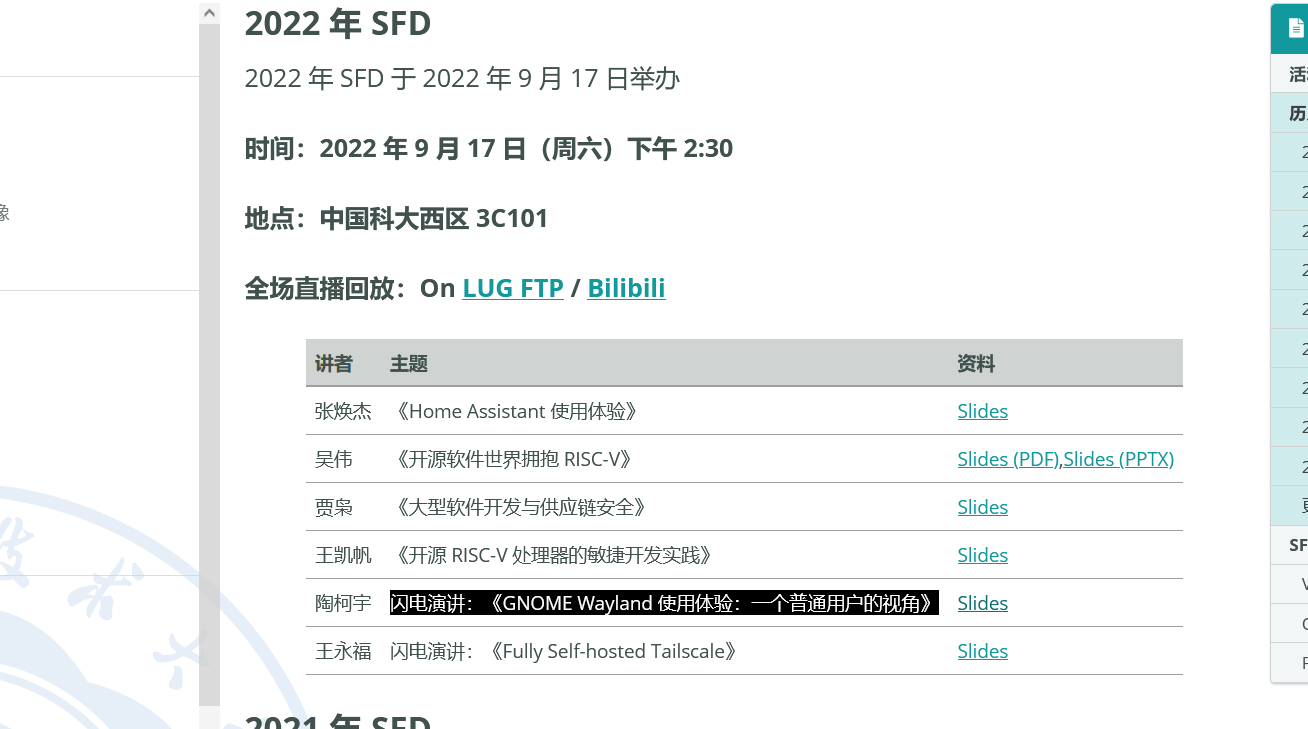 2022 年 SFD
2022 年 SFD 于 2022 年 9 月 17 日举办
时间：2022 年 9 月 17 日（周六）下午 2:30
地点：中国科大西区 3C101
全场直播回放：On LUG FTP / Bilibili
讲者 主题 资料
张焕杰 《Home Assistant 使用体验》 Slides
吴伟 《开源软件世界拥抱 RISC-V》 Slides (PDF),Slides (PPTX)
贾枭 《大型软件开发与供应链安全》 Slides
王凯帆 《开源 RISC-V 处理器的敏捷开发实践》 Slides
陶柯宇 闪电演讲：《GNOME Wayland 使用体验：一个普通用户的视角》 Slides
王永福 闪电演讲：《Fully Self-hosted Tailscale》 Slides
2021 年 SFD
像
活
历
2
2
2
2
2
2
2
2
2
SF